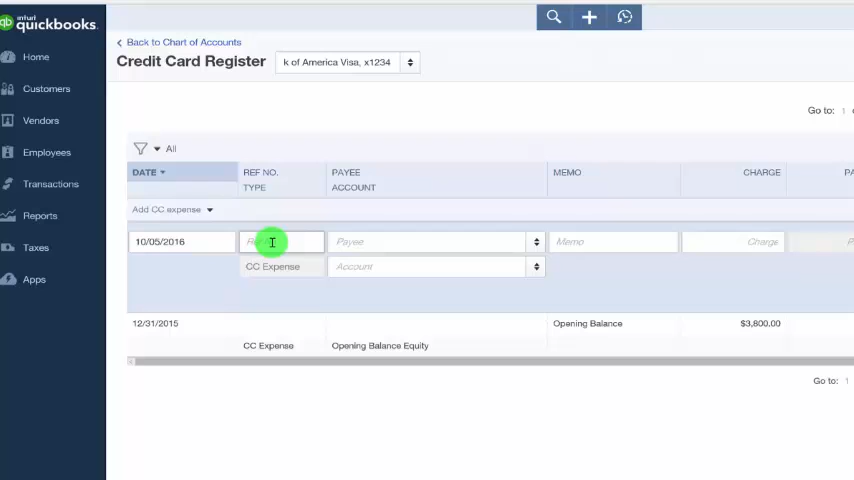 qb intuit
quickbooks.
Home
Customers
Vendors
Employees
Transactions
Reports
Taxes
Apps
Back to Chart of Accounts
Credit Card Register
k of America Visa, x1234
Go to: 1
All
DATE
REF NO.
TYPE
PAYEE
ACCOUNT
MEMO
CHARGE
PA
Add CC expense
10/05/2016
Payee
Memo
Charge
P
CC Expense
Account
12/31/2015
Opening Balance
$3,800.00
CC Expense
Opening Balance Equity
Go to: 1